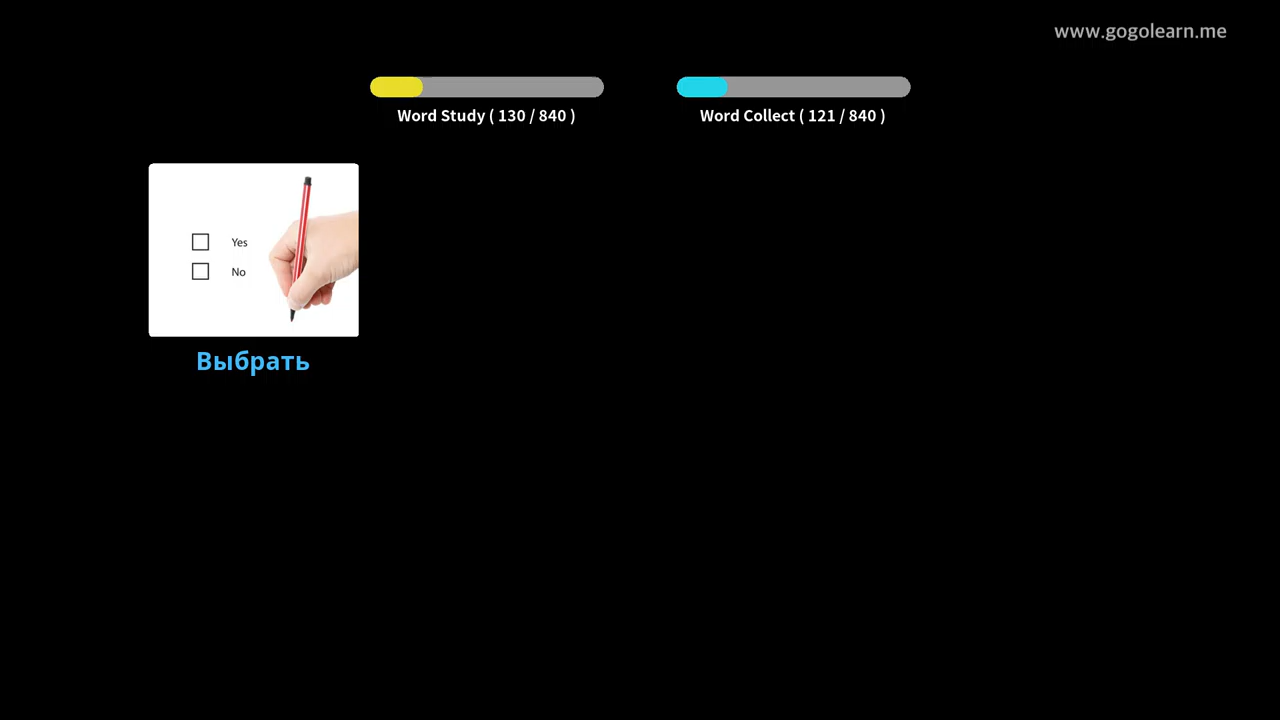 www.gogolearn.me
Word Study ( 130 / 840 )
Word Collect ( 121 / 840 )
Yes
No
Выбрать